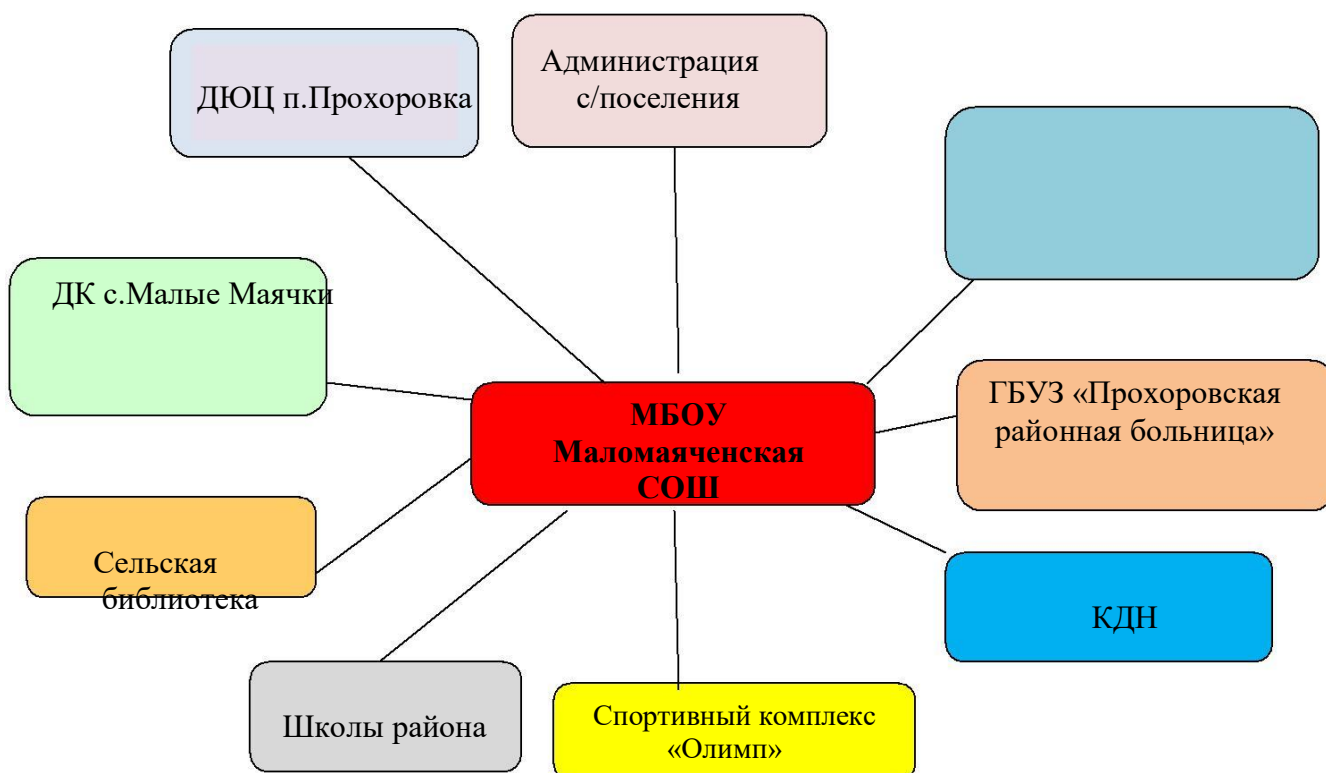 ДЮЦ п.Прохоровка
Администрация
с/поселения
ДК с.Малые Маячки
МБОУ
Маломаяченская
СОШ
ГБУЗ «Прохоровская
районная больница»
Сельская
библиотека
КДН
Школы района
Спортивный комплекс
«Олимп»